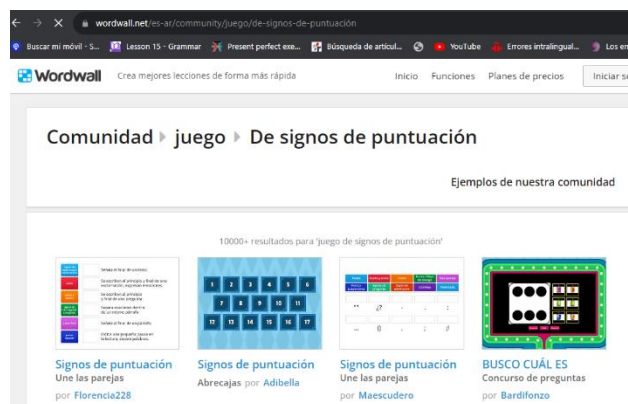 wordwall.net/es-ar/community/juego/de-signos-de-puntuación
Buscar mi móvil - S... Lesson 15 - Grammar Present perfect exe... Búsqueda de artícul... YouTube Errores intralingual... Los en
Wordwall Crea mejores lecciones de forma más rápida Inicio Funciones Planes de precios Iniciar se
Comunidad juego De signos de puntuación
Ejemplos de nuestra comunidad
10000+ resultados para 'juego de signos de puntuación'
1 2 3 4 5 6
7 8 9 10 11
12 13 14 15 16 17
Signos de puntuación
Une las parejas
por Florencia228
Signos de puntuación
Abrecajas por Adibella
Signos de puntuación
Une las parejas
por Maescudero
BUSCO CUÁL ES
Concurso de preguntas
por Bardifonzo